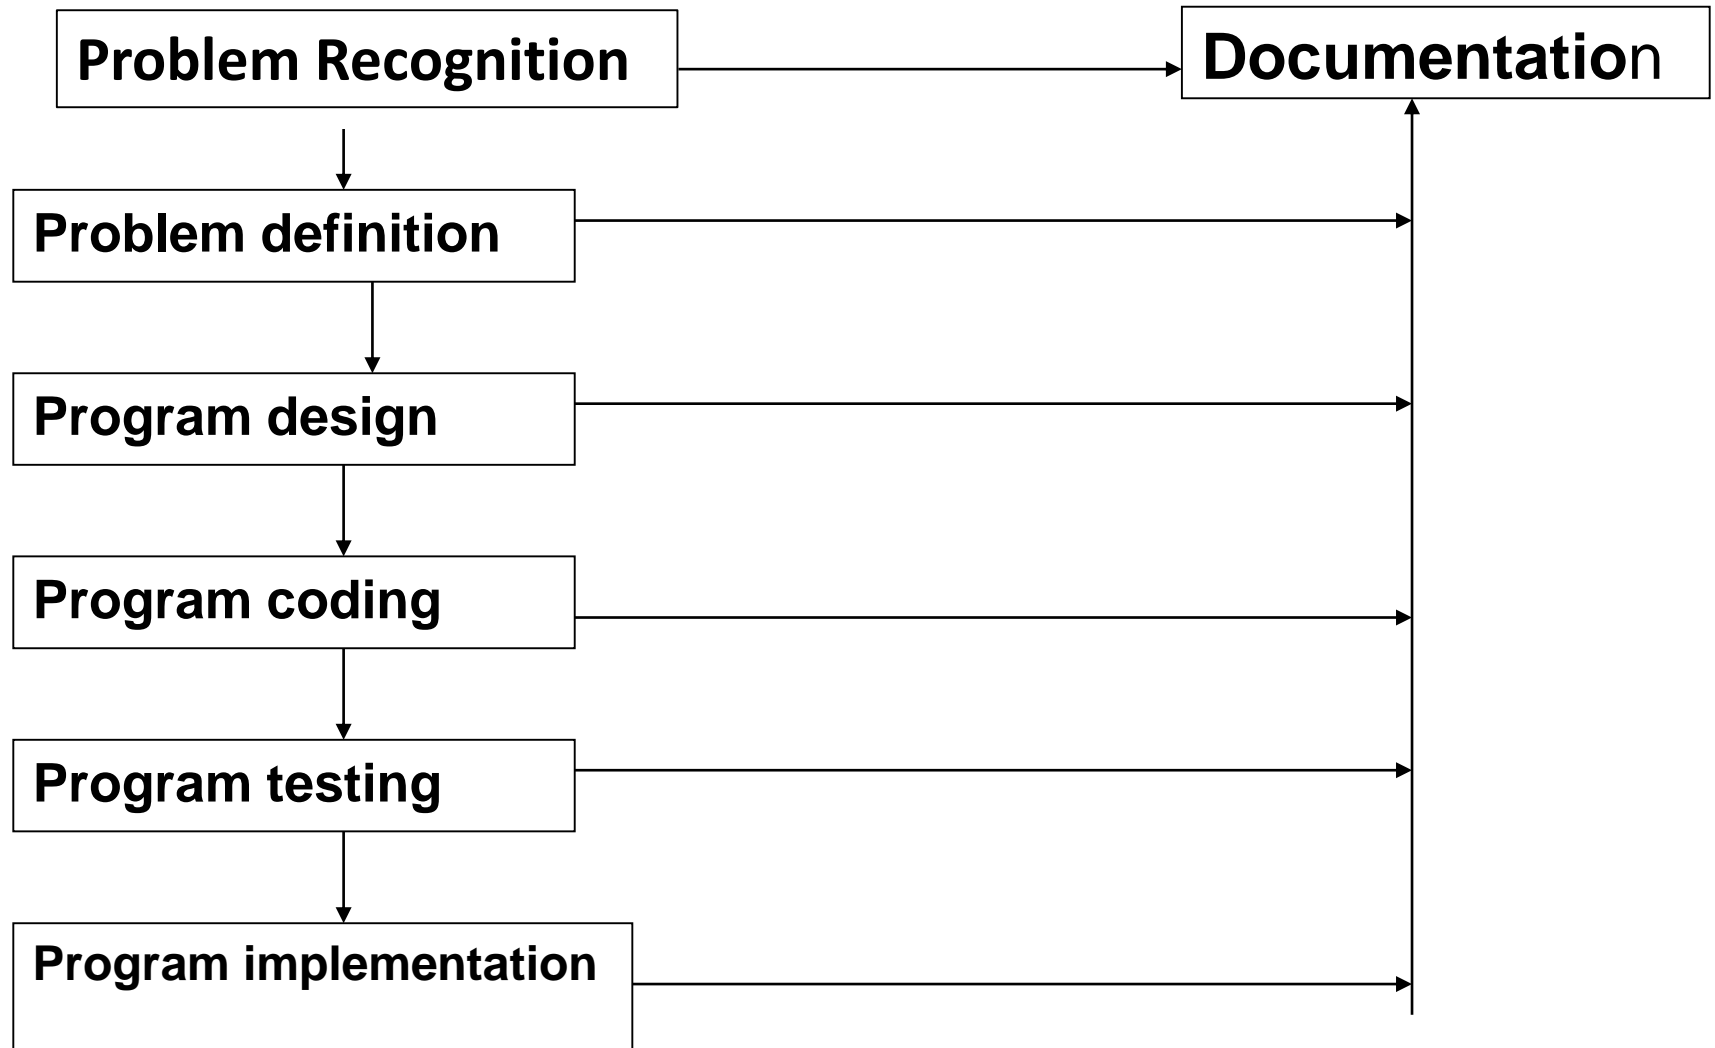 Problem Recognition
Documentation
Problem definition
Program design
Program coding
Program testing
Program implementation